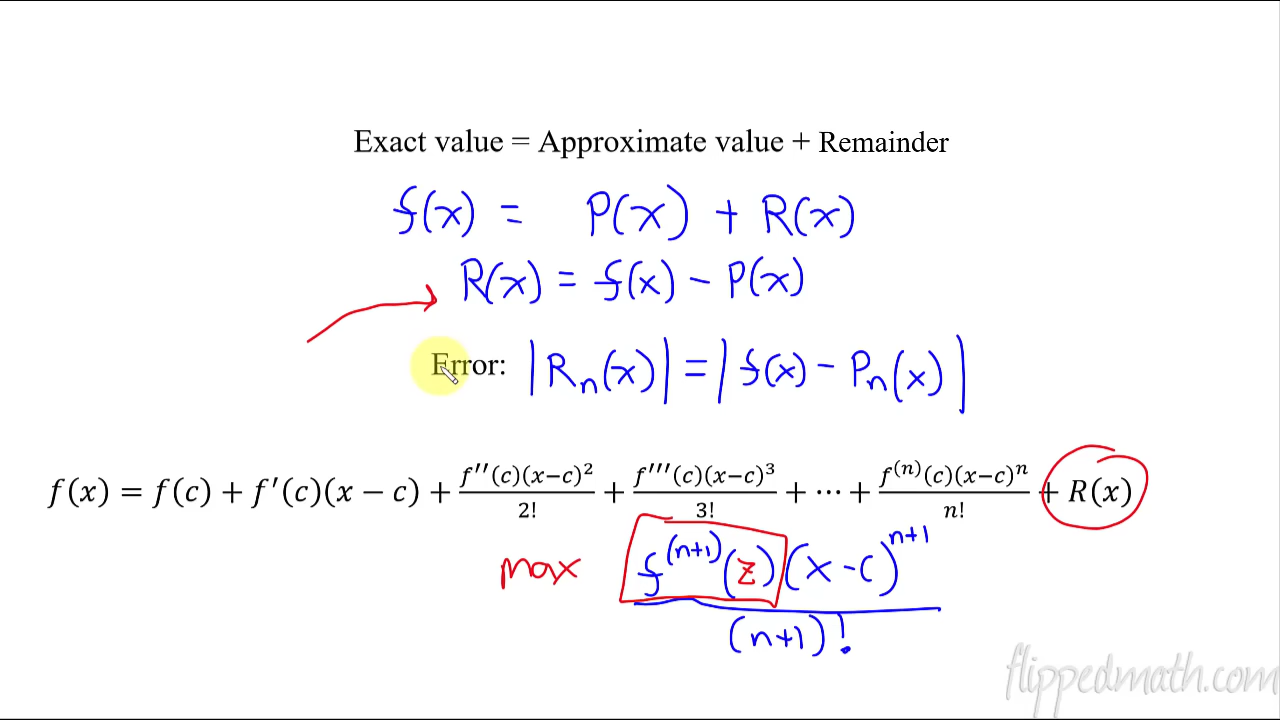 Exact value = Approximate value + Remainder
f(x) = P(x) + R(x)
R(x) = f(x) - P(x)
Error: |Rₙ(x)| = |f(x) - Pₙ(x)|
f(x) = f(c) + f'(c)(x − c) + f''(c)(x−c)²/2! + f'''(c)(x−c)³/3! + ⋯ + f⁽ⁿ⁾(c)(x−c)ⁿ/n! + R(x)
max f⁽ⁿ⁺¹⁾(z)(x-c)ⁿ⁺¹
(n+1)!
flippedmath.com